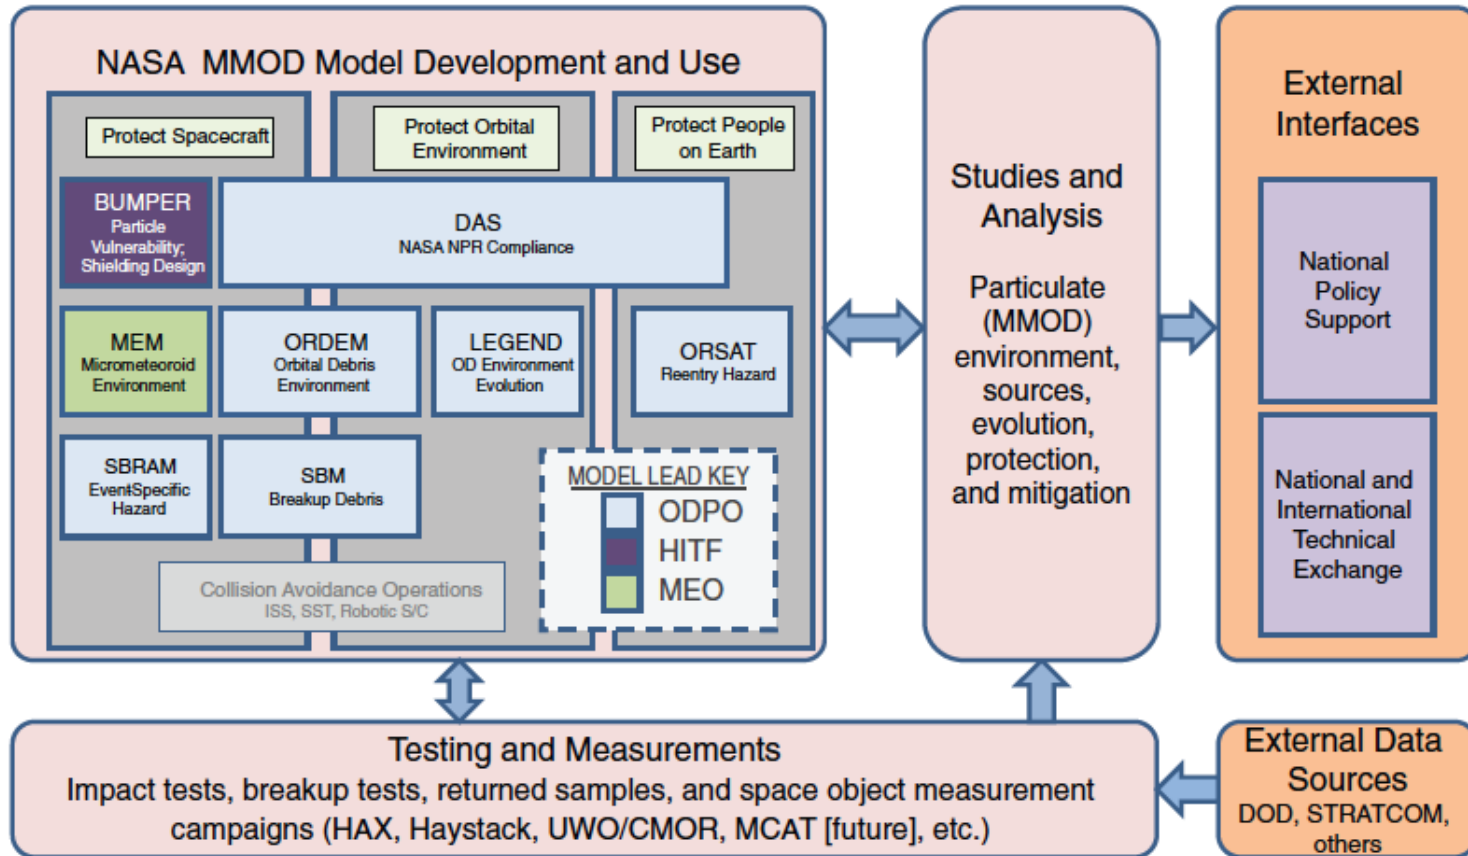 NASA MMOD Model Development and Use
Protect Spacecraft
Protect Orbital
Environment
Protect People
on Earth
BUMPER
Particle
Vulnerability;
Shielding Design
DAS
NASA NPR Compliance
MEM
Micrometeoroid
Environment
ORDEM
Orbital Debris
Environment
LEGEND
OD Environment
Evolution
ORSAT
Reentry Hazard
SBRAM
EventSpecific
Hazard
SBM
Breakup Debris
MODEL LEAD KEY
ODPO
HITF
MEO
Collision Avoidance Operations
ISS, SST, Robotic S/C
Studies and
Analysis
Particulate
(MMOD)
environment,
sources,
evolution,
protection,
and mitigation
External
Interfaces
National
Policy
Support
National and
International
Technical
Exchange
Testing and Measurements
Impact tests, breakup tests, returned samples, and space object measurement
campaigns (HAX, Haystack, UWO/CMOR, MCAT [future], etc.)
External Data
Sources
DOD, STRATCOM,
others